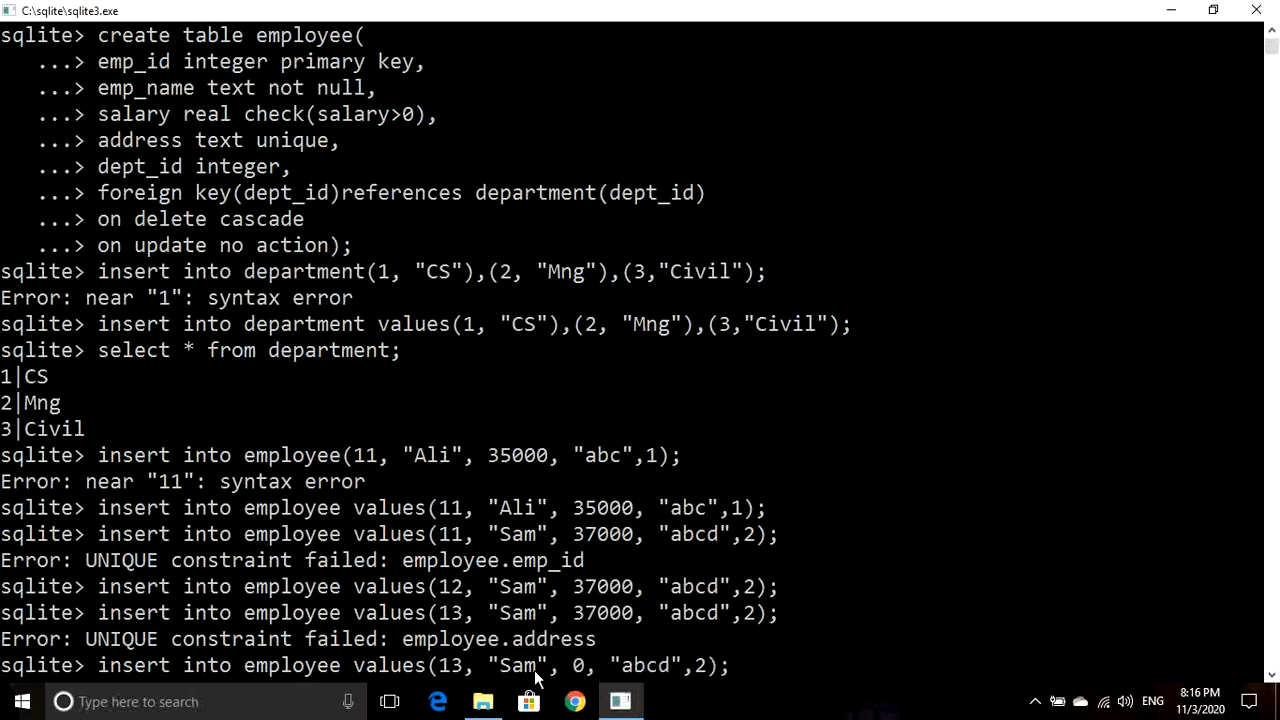 C:\sqlite\sqlite3.exe
sqlite> create table employee(
   ...> emp_id integer primary key,
   ...> emp_name text not null,
   ...> salary real check(salary>0),
   ...> address text unique,
   ...> dept_id integer,
   ...> foreign key(dept_id)references department(dept_id)
   ...> on delete cascade
   ...> on update no action);
sqlite> insert into department(1, "CS"),(2, "Mng"),(3,"Civil");
Error: near "1": syntax error
sqlite> insert into department values(1, "CS"),(2, "Mng"),(3,"Civil");
sqlite> select * from department;
1|CS
2|Mng
3|Civil
sqlite> insert into employee(11, "Ali", 35000, "abc",1);
Error: near "11": syntax error
sqlite> insert into employee values(11, "Ali", 35000, "abc",1);
sqlite> insert into employee values(11, "Sam", 37000, "abcd",2);
Error: UNIQUE constraint failed: employee.emp_id
sqlite> insert into employee values(12, "Sam", 37000, "abcd",2);
sqlite> insert into employee values(13, "Sam", 37000, "abcd",2);
Error: UNIQUE constraint failed: employee.address
sqlite> insert into employee values(13, "Sam", 0, "abcd",2);
Type here to search
ENG
8:16 PM
11/3/2020